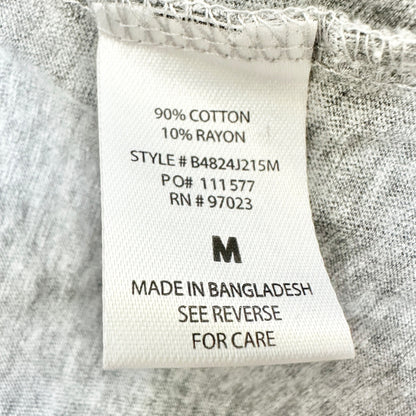 90% COTTON
10% RAYON
STYLE # B4824J215M
PO# 111577
RN # 97023
M
MADE IN BANGLADESH
SEE REVERSE
FOR CARE